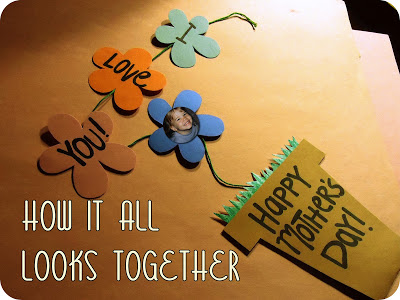 I
LOVE
YOU!
HAPPY
MOTHER'S
DAY!
HOW IT ALL
LOOKS TOGETHER